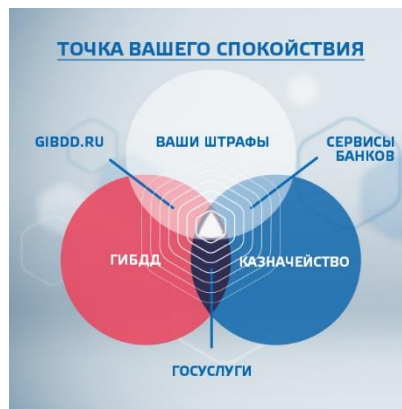 ТОЧКА ВАШЕГО СПОКОЙСТВИЯ
GIBDD.RU
ВАШИ ШТРАФЫ
СЕРВИСЫ
БАНКОВ
ГИБДД
КАЗНАЧЕЙСТВО
ГОСУСЛУГИ